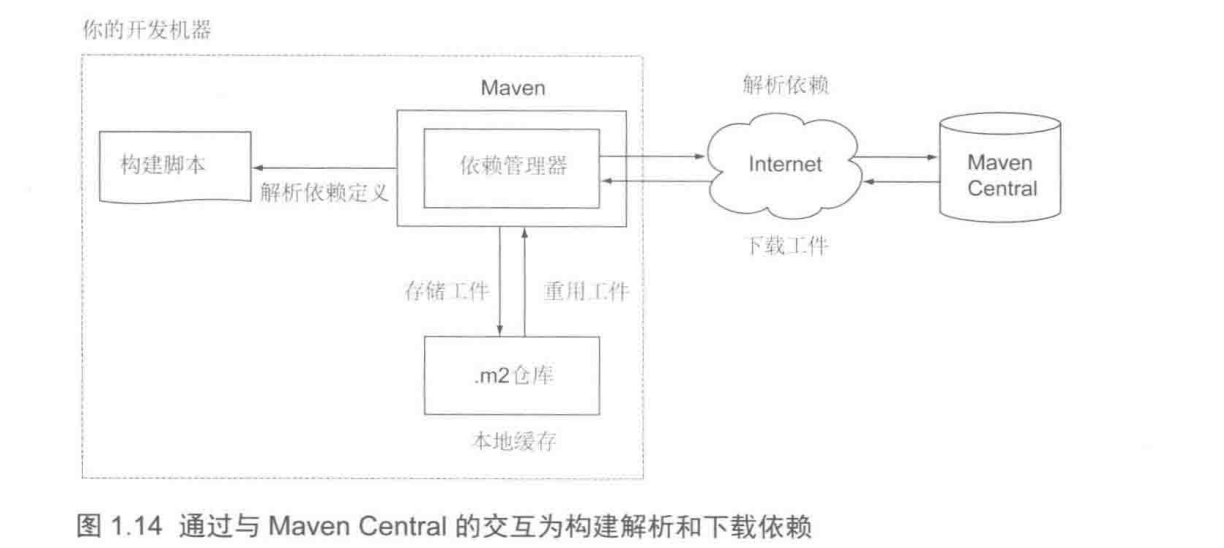 你的开发机器
Maven
解析依赖
构建脚本
依赖管理器
Internet
Maven
Central
解析依赖定义
下载工件
存储工件
重用工件
.m2仓库
本地缓存
图 1.14 通过与 Maven Central 的交互为构建解析和下载依赖